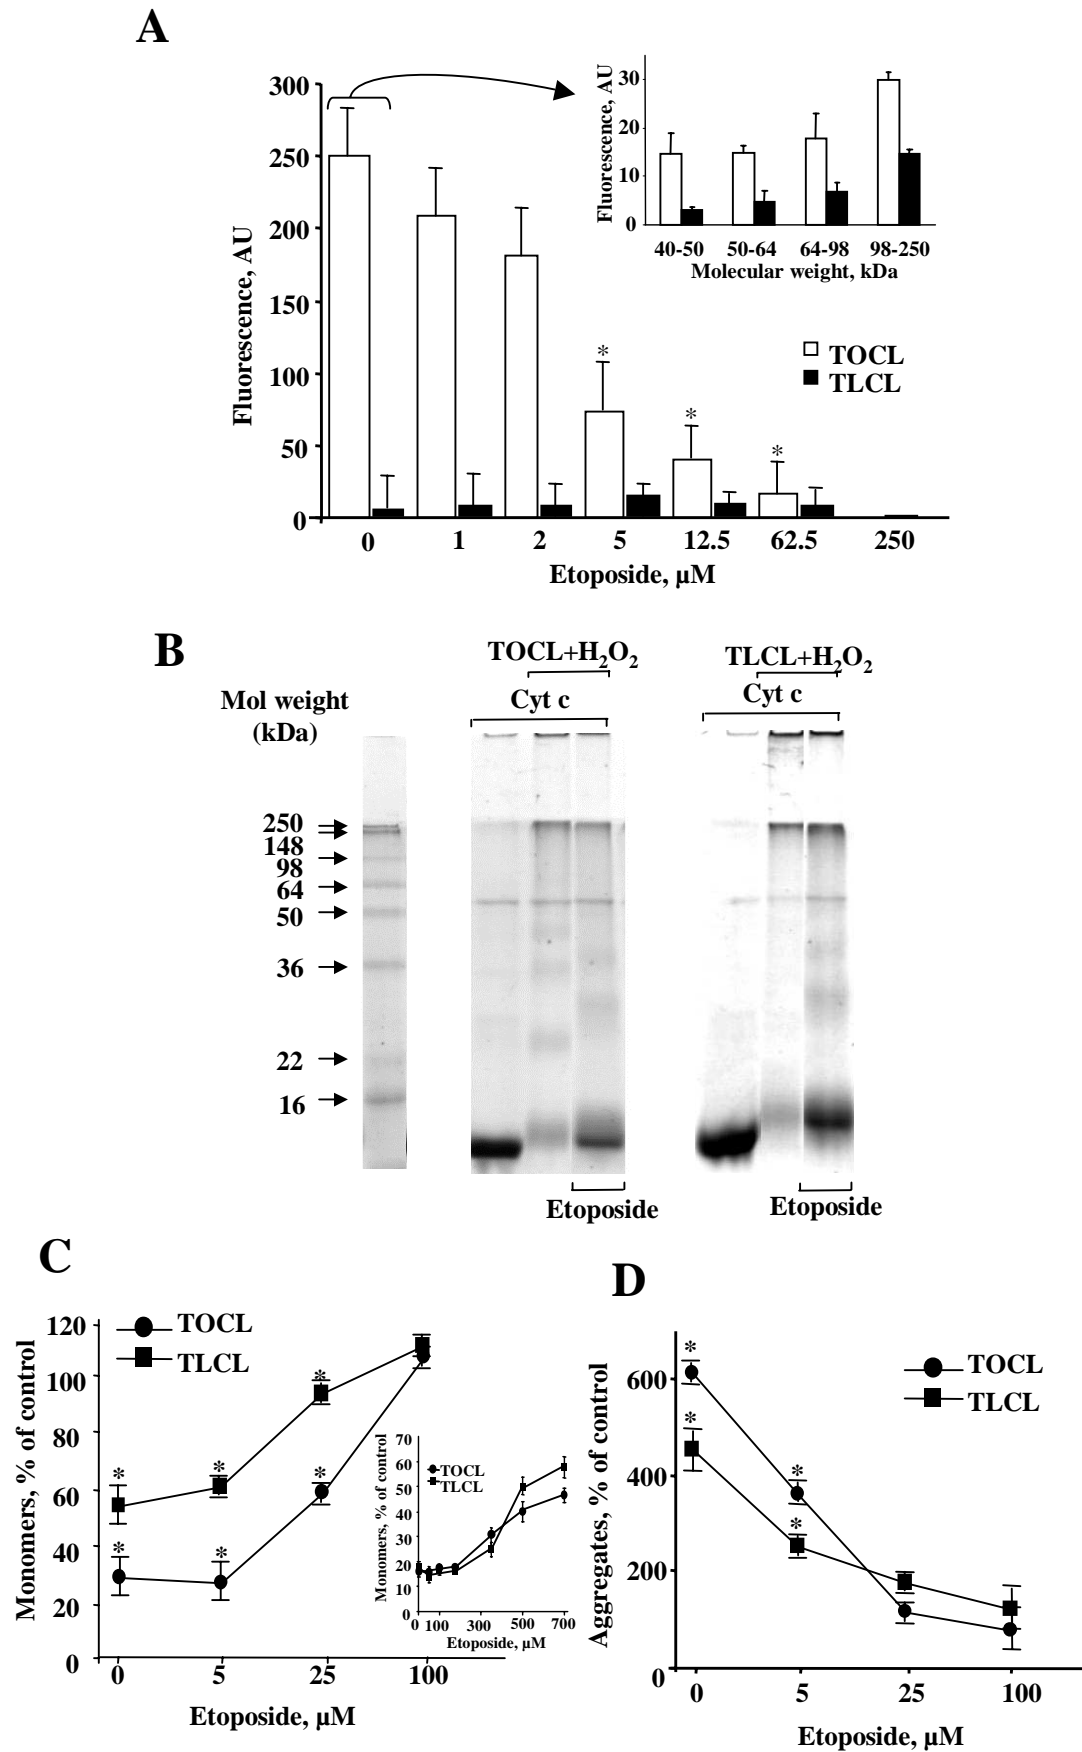 A
300
250
200
150
100
50
0
Fluorescence, AU
0 1 2 5 12.5 62.5 250
Etoposide, µM
* * *
30
20
10
0
Fluorescence, AU
40-50 50-64 64-98 98-250
Molecular weight, kDa
TOCL
TLCL
B
TOCL+H₂O₂
TLCL+H₂O₂
Mol weight
(kDa)
Cyt c
Cyt c
250
148
98
64
50
36
22
16
Etoposide
Etoposide
C
TOCL
TLCL
120
100
80
60
40
20
0
Monomers, % of control
* * *
* * *
0 5 25 100
Etoposide, µM
70
60
50
40
30
20
10
0
Monomers, % of control
TOCL
TLCL
0 100 300 500 700
Etoposide, µM
D
TOCL
TLCL
600
400
200
0
Aggregates, % of control
* *
* *
0 5 25 100
Etoposide, µM